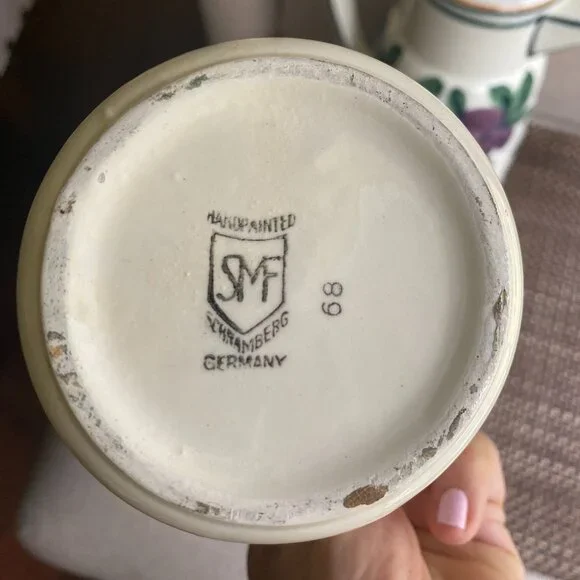 HANDPAINTED
SMF
SCHRAMBERG
GERMANY
68